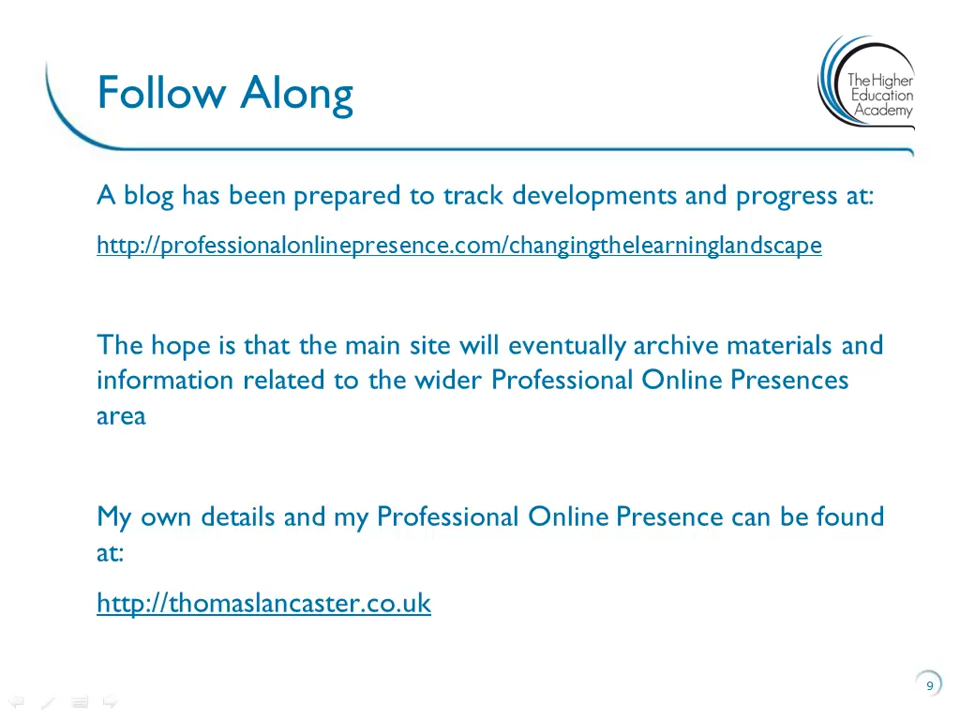 Follow Along
The Higher
Education
Academy
A blog has been prepared to track developments and progress at:
http://professionalonlinepresence.com/changingthelearninglandscape
The hope is that the main site will eventually archive materials and
information related to the wider Professional Online Presences
area
My own details and my Professional Online Presence can be found
at:
http://thomaslancaster.co.uk
9